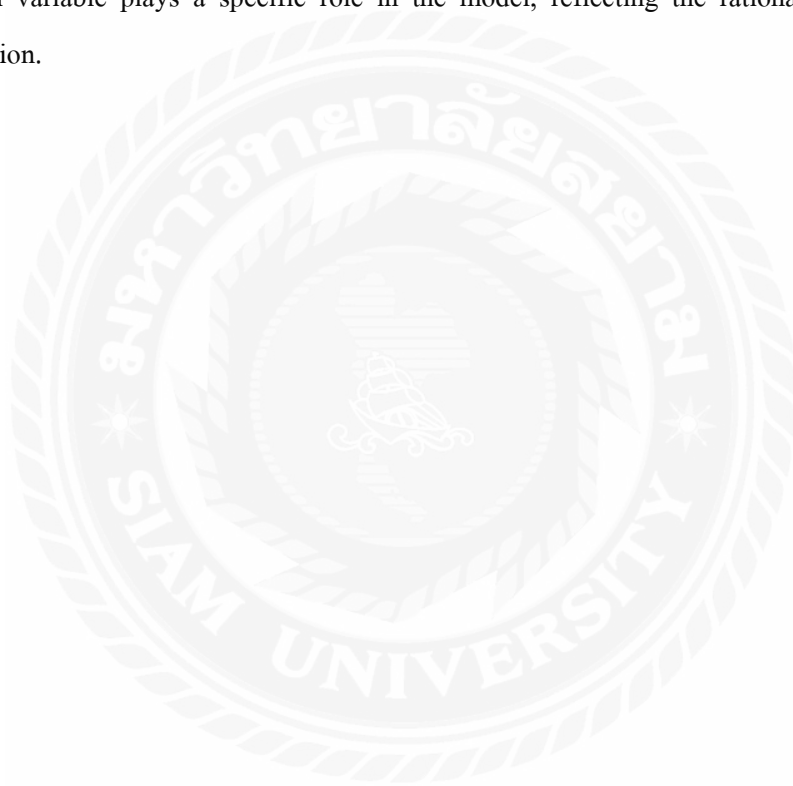 variable plays a specific role in the model, reflecting the
ion.
มหาวิทยาลัยสยาม
SIAM UNIVERSITY